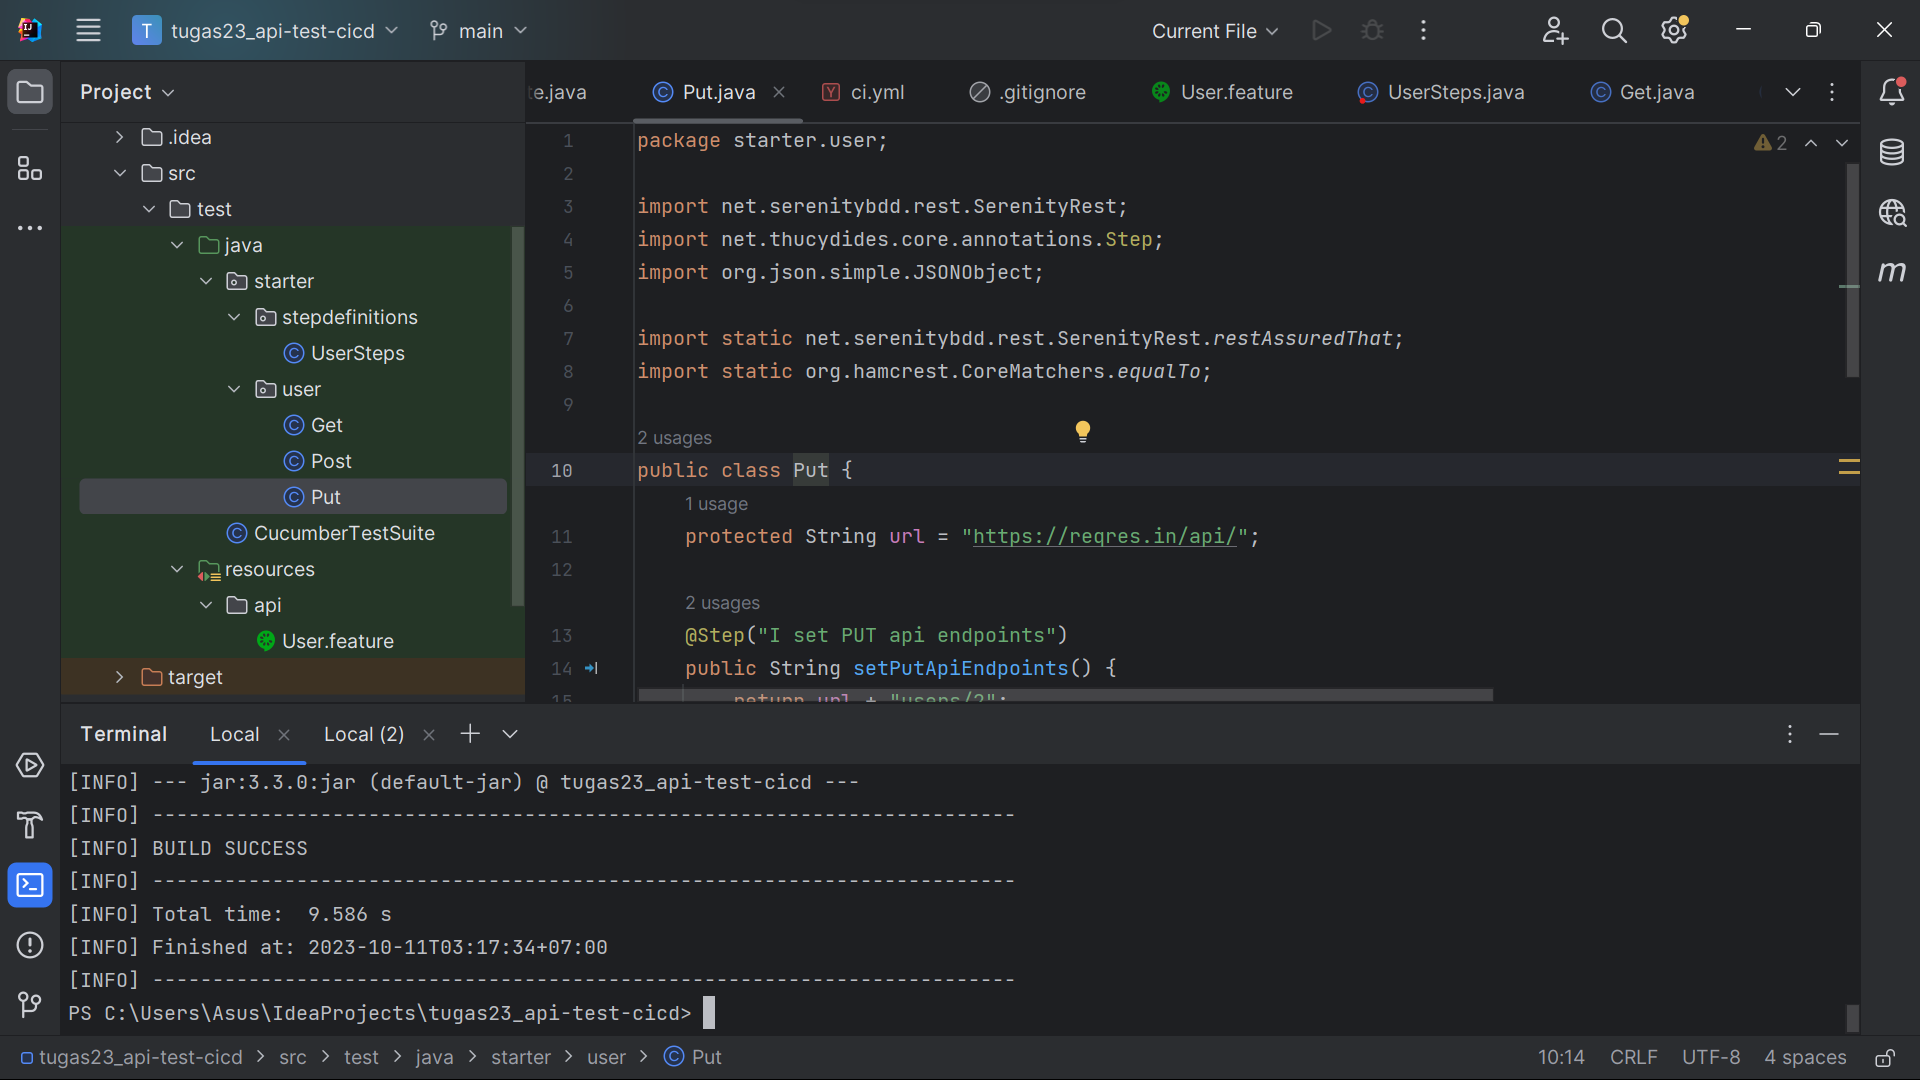 T tugas23_api-test-cicd main Current File
Project
.idea
src
test
java
starter
stepdefinitions
UserSteps
user
Get
Post
Put
CucumberTestSuite
resources
api
User.feature
target
e.java Put.java ci.yml .gitignore User.feature UserSteps.java Get.java
1 package starter.user;
2
3 import net.serenitybdd.rest.SerenityRest;
4 import net.thucydides.core.annotations.Step;
5 import org.json.simple.JSONObject;
6
7 import static net.serenitybdd.rest.SerenityRest.restAssuredThat;
8 import static org.hamcrest.CoreMatchers.equalTo;
9
2 usages
10 public class Put {
1 usage
11 protected String url = "https://reqres.in/api/";
12
2 usages
13 @Step("I set PUT api endpoints")
14 public String setPutApiEndpoints() {
15 return url + "users/2";
2
Terminal Local Local (2)
[INFO] --- jar:3.3.0:jar (default-jar) @ tugas23_api-test-cicd ---
[INFO] ------------------------------------------------------------------------
[INFO] BUILD SUCCESS
[INFO] ------------------------------------------------------------------------
[INFO] Total time:  9.586 s
[INFO] Finished at: 2023-10-11T03:17:34+07:00
[INFO] ------------------------------------------------------------------------
PS C:\Users\Asus\IdeaProjects\tugas23_api-test-cicd>
tugas23_api-test-cicd > src > test > java > starter > user > Put
10:14 CRLF UTF-8 4 spaces